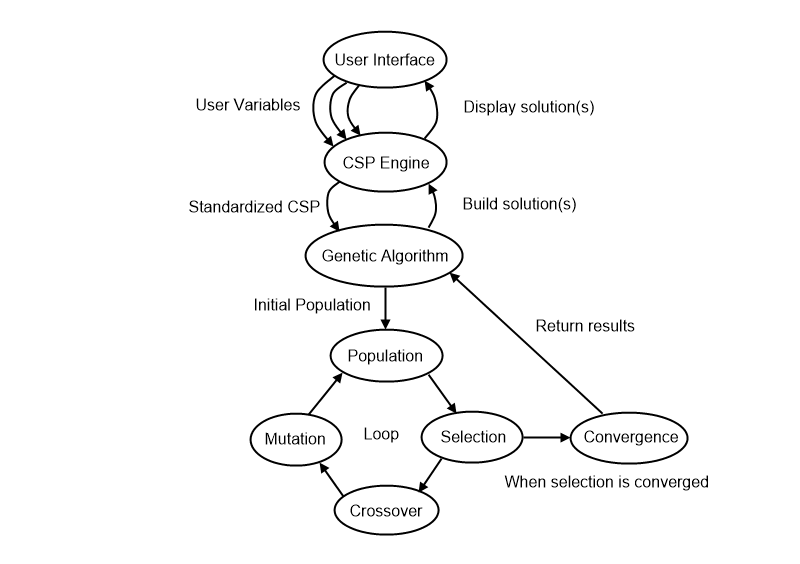 User Interface
User Variables
Display solution(s)
CSP Engine
Standardized CSP
Build solution(s)
Genetic Algorithm
Initial Population
Return results
Population
Mutation
Loop
Selection
Convergence
When selection is converged
Crossover